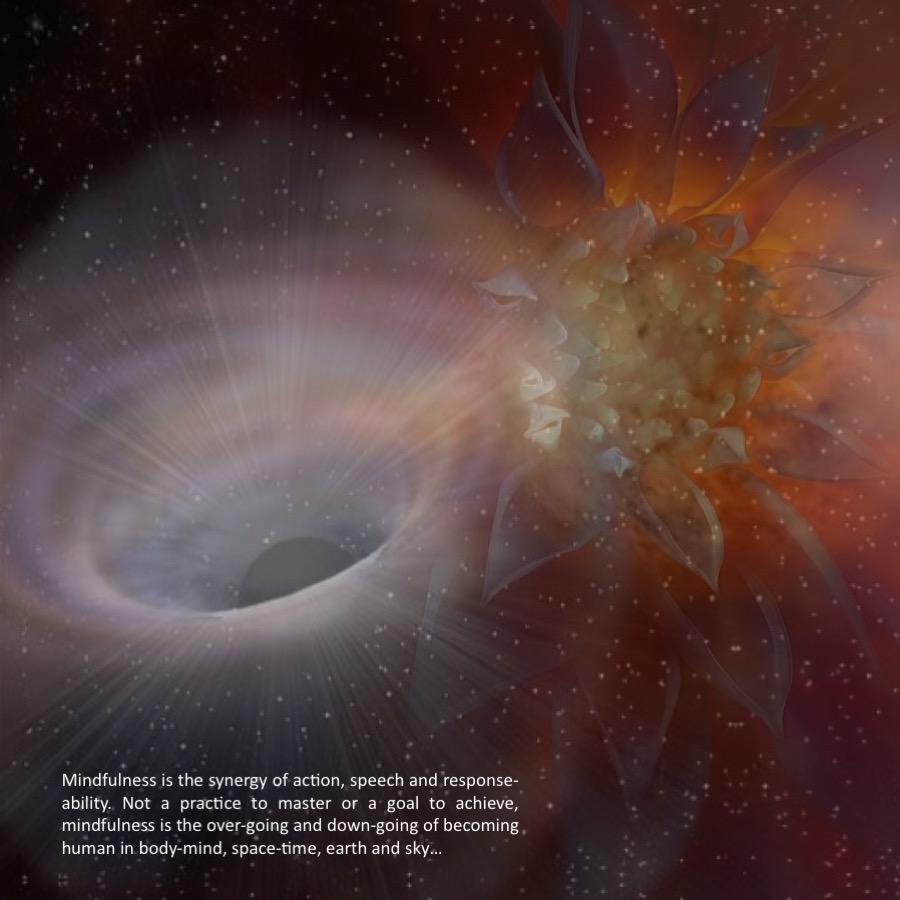 Mindfulness is the synergy of action, speech and response-
ability. Not a practice to master or a goal to achieve,
mindfulness is the over-going and down-going of becoming
human in body-mind, space-time, earth and sky...